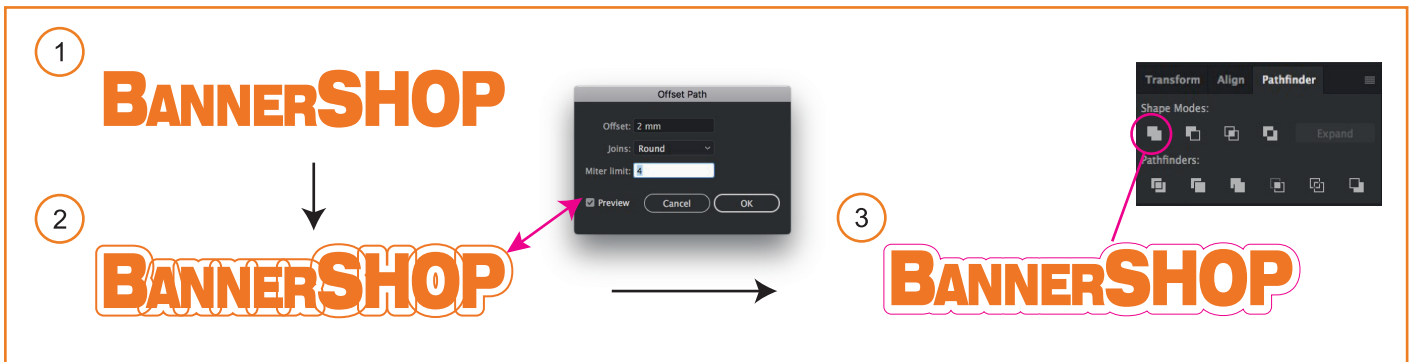 1
BANNERSHOP
Offset Path
Offset: 2 mm
Joins: Round
Miter limit: 4
Preview
Cancel
OK
2
BANNERSHOP
Transform Align Pathfinder
Shape Modes:
Expand
Pathfinders:
3
BANNERSHOP